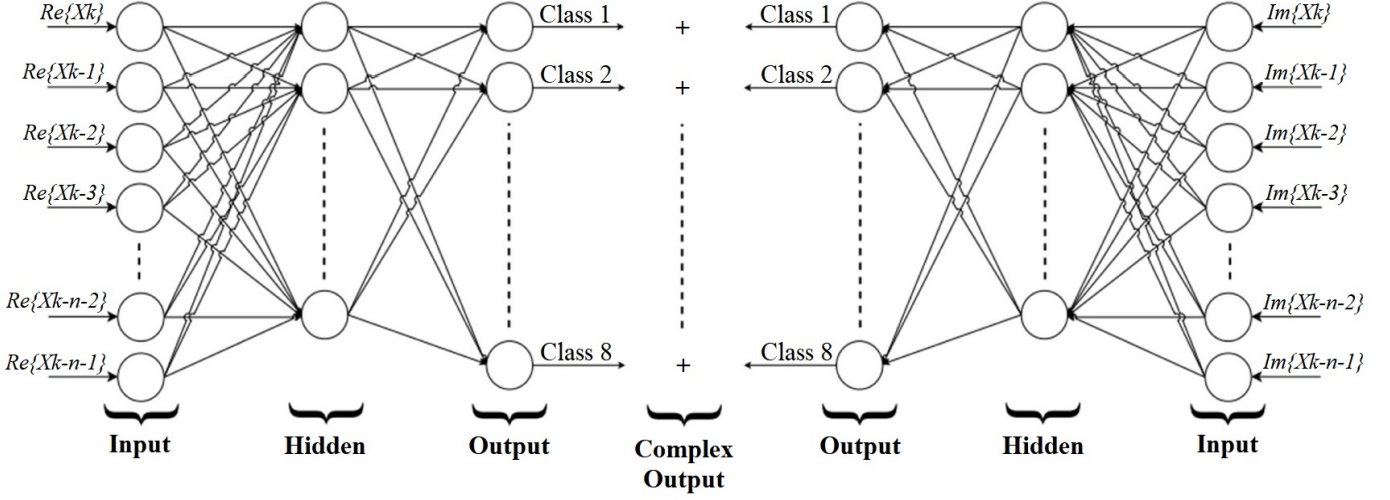 Re{Xk} Class 1 + Class 1 Im{Xk}
Re{Xk-1} Class 2 + Class 2 Im{Xk-1}
Re{Xk-2} Im{Xk-2}
Re{Xk-3} Im{Xk-3}
Re{Xk-n-2} Im{Xk-n-2}
Re{Xk-n-1} Class 8 + Class 8 Im{Xk-n-1}
Input Hidden Output Complex Output Hidden Input
Output